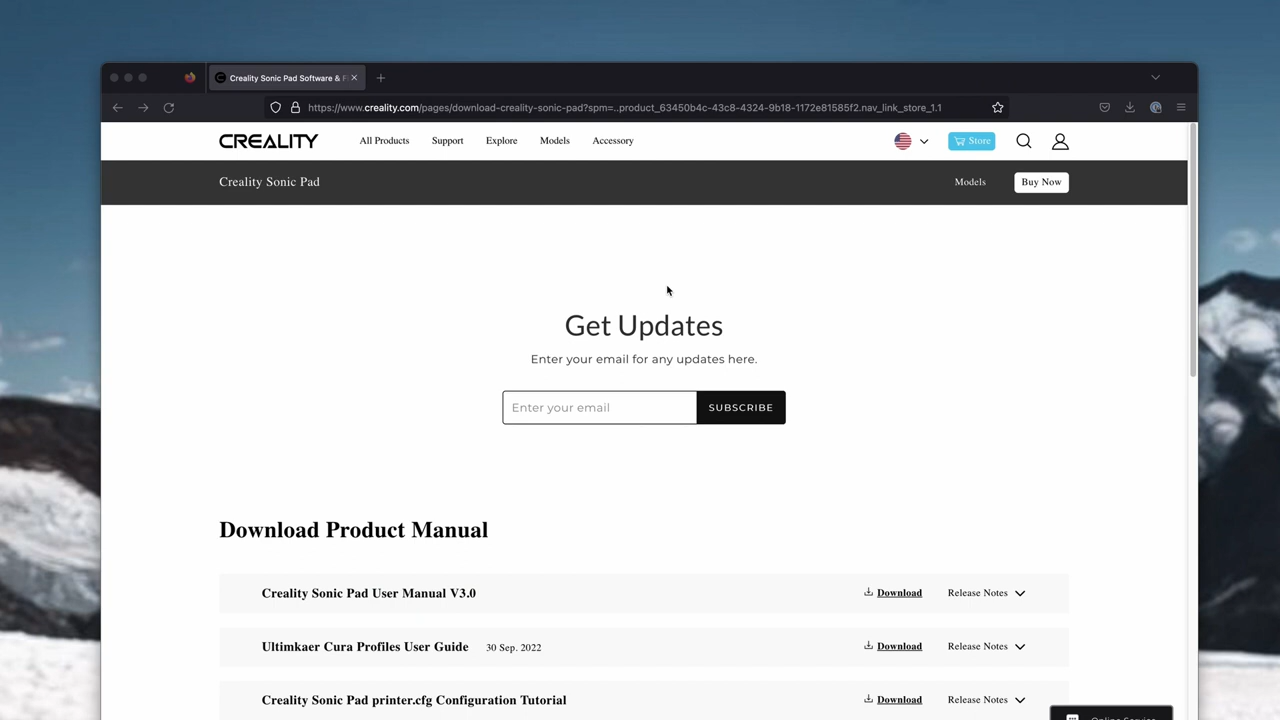 Creality Sonic Pad Software & F
https://www.creality.com/pages/download-creality-sonic-pad?spm=..product_63450b4c-43c8-4324-9b18-1172e81585f2.nav_link_store_1.1
CREALITY
All Products
Support
Explore
Models
Accessory
Store
Creality Sonic Pad
Models
Buy Now
Get Updates
Enter your email for any updates here.
Enter your email
SUBSCRIBE
Download Product Manual
Creality Sonic Pad User Manual V3.0
Download
Release Notes
Ultimkaer Cura Profiles User Guide
30 Sep. 2022
Download
Release Notes
Creality Sonic Pad printer.cfg Configuration Tutorial
Download
Release Notes
Online Service